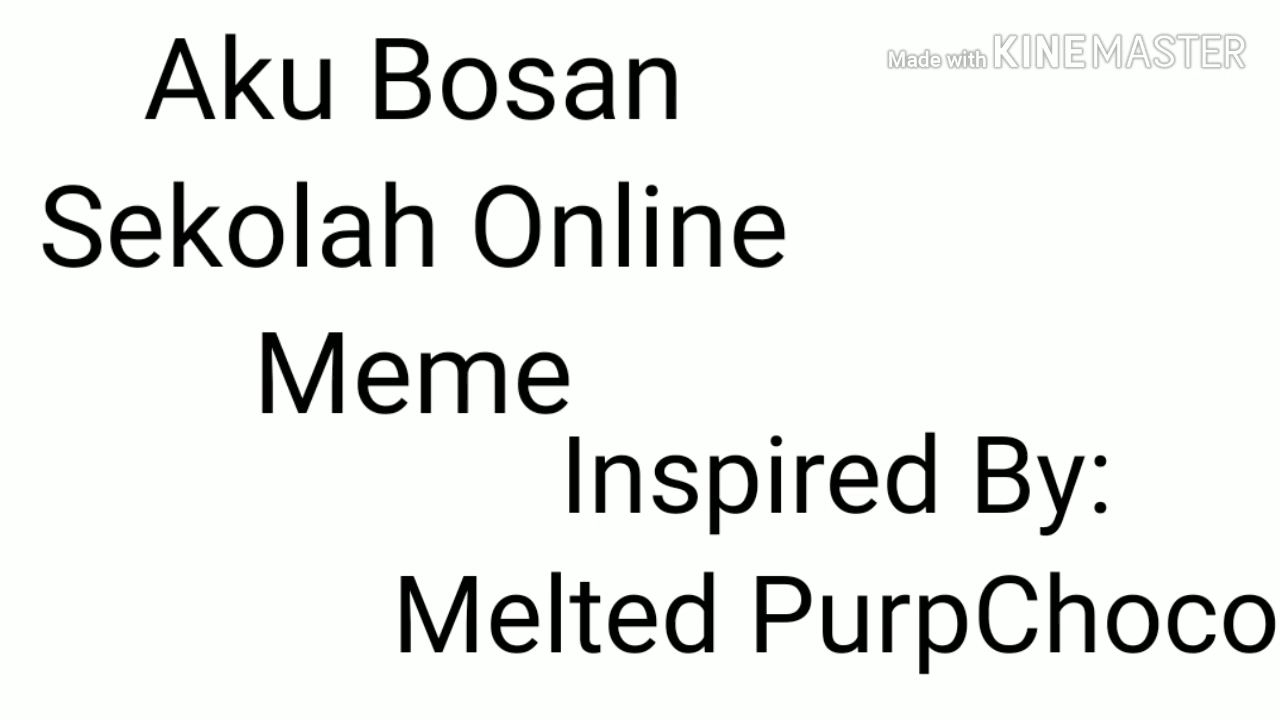 Aku Bosan
Made with KINEMASTER
Sekolah Online
Meme
Inspired By:
Melted PurpChoco